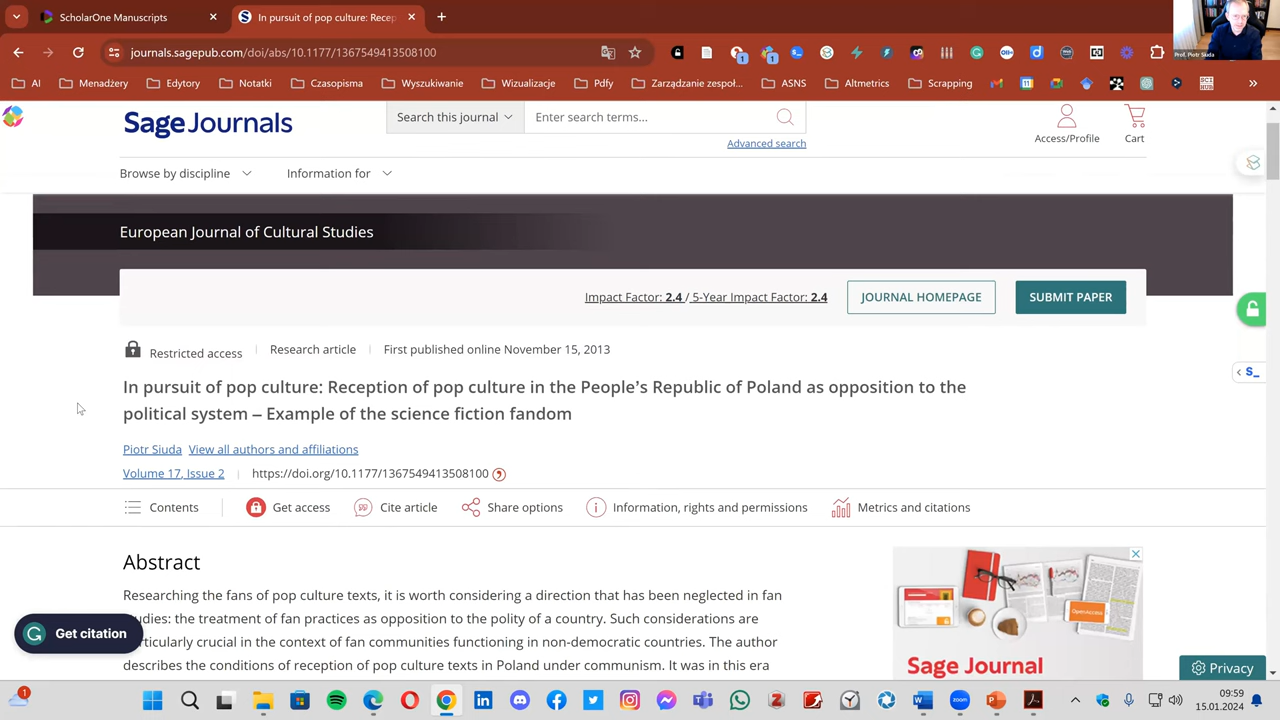 ScholarOne Manuscripts
In pursuit of pop culture: Recep
journals.sagepub.com/doi/abs/10.1177/1367549413508100
AI
Menadżery
Edytory
Notatki
Czasopisma
Wyszukiwanie
Wizualizacje
Pdfy
Zarządzanie zespoł...
ASNS
Altmetrics
Scrapping
Prof. Piotr Siuda
Sage Journals
Search this journal
Enter search terms...
Advanced search
Access/Profile
Cart
Browse by discipline
Information for
European Journal of Cultural Studies
Impact Factor: 2.4 / 5-Year Impact Factor: 2.4
JOURNAL HOMEPAGE
SUBMIT PAPER
Restricted access
Research article
First published online November 15, 2013
In pursuit of pop culture: Reception of pop culture in the People's Republic of Poland as opposition to the
political system – Example of the science fiction fandom
Piotr Siuda View all authors and affiliations
Volume 17, Issue 2
https://doi.org/10.1177/1367549413508100
Contents
Get access
Cite article
Share options
Information, rights and permissions
Metrics and citations
Abstract
Researching the fans of pop culture texts, it is worth considering a direction that has been neglected in fan
udies: the treatment of fan practices as opposition to the polity of a country. Such considerations are
rticularly crucial in the context of fan communities functioning in non-democratic countries. The author
describes the conditions of reception of pop culture texts in Poland under communism. It was in this era
Get citation
OpenAccess
Sage Journal
Privacy
S_
1
09:59
15.01.2024